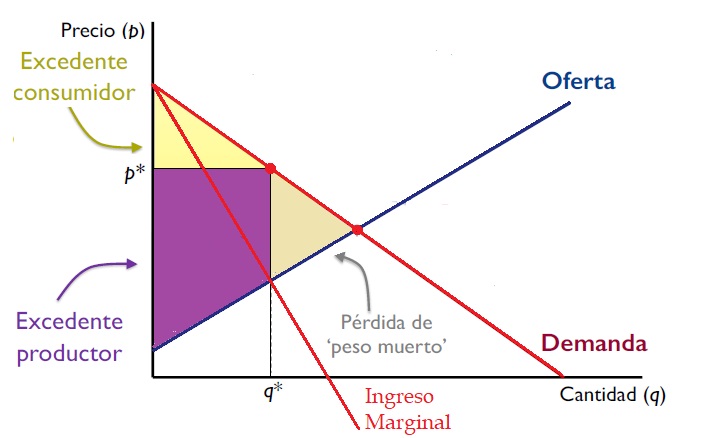 Precio (p)
Excedente
consumidor
Oferta
p*
Excedente
productor
Pérdida de
‘peso muerto’
Demanda
q*
Ingreso
Marginal
Cantidad (q)